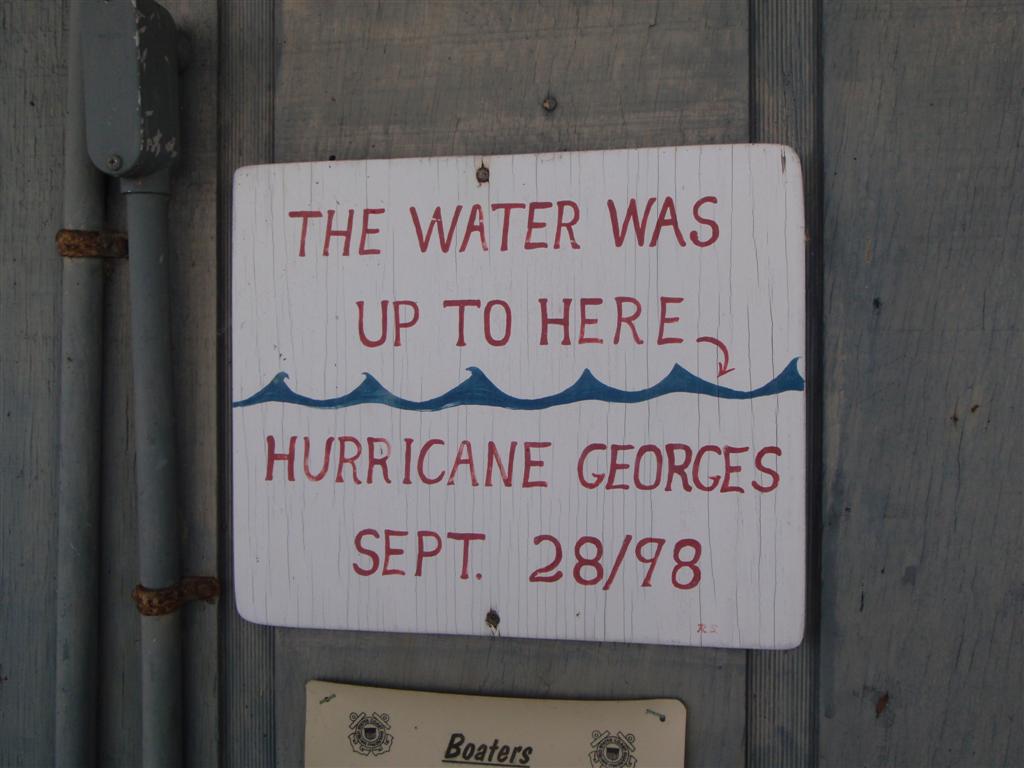 THE WATER WAS
UP TO HERE
HURRICANE GEORGES
SEPT. 28/98
R.S.
Boaters